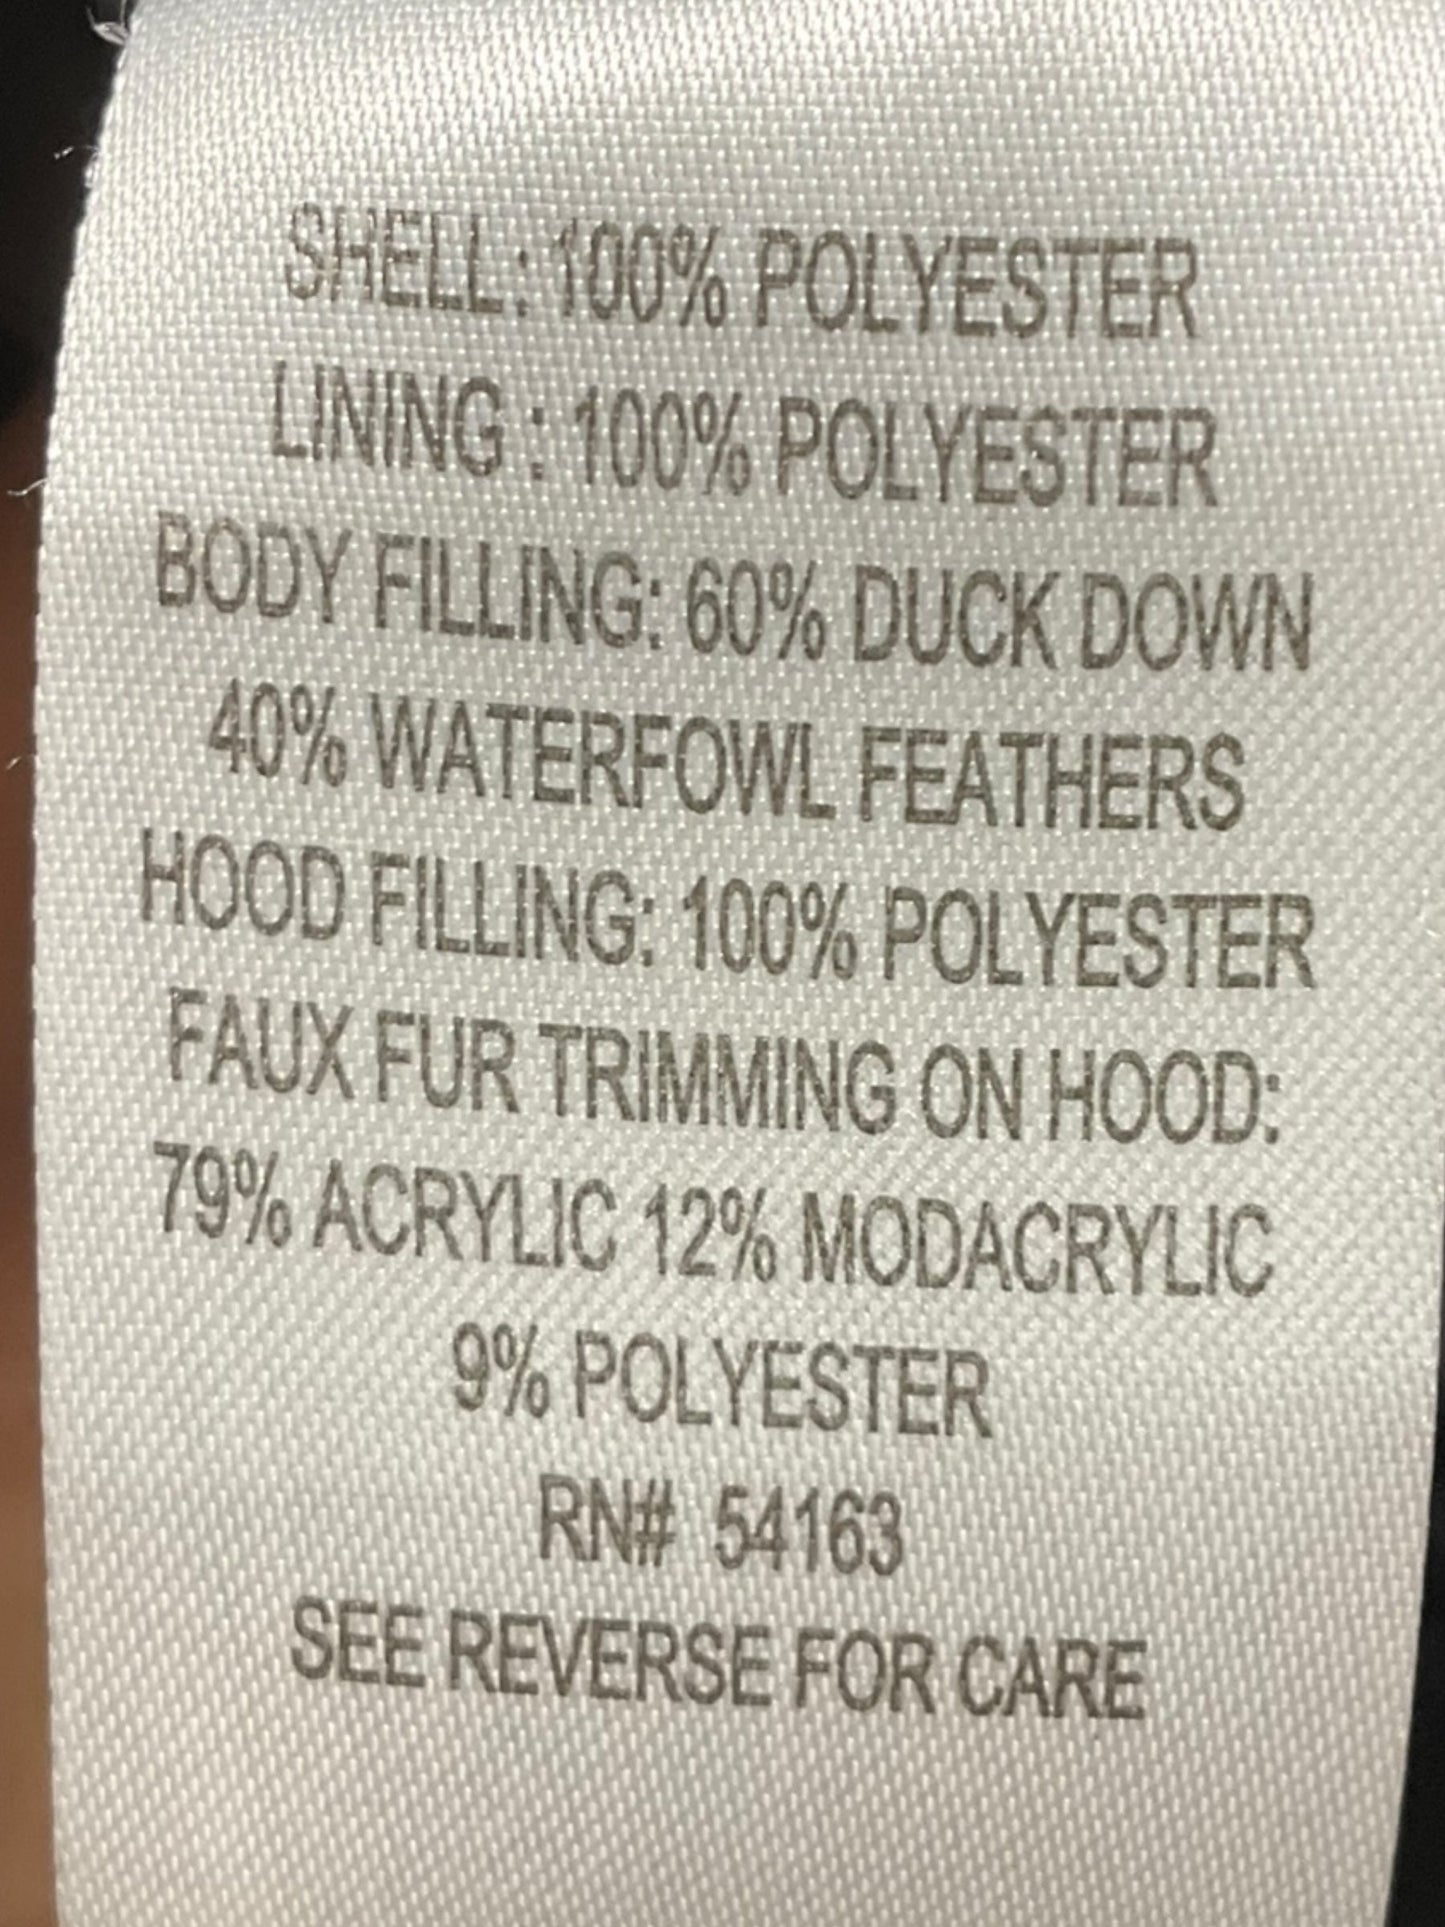 SHELL: 100% POLYESTER
LINING : 100% POLYESTER
BODY FILLING: 60% DUCK DOWN
40% WATERFOWL FEATHERS
HOOD FILLING: 100% POLYESTER
FAUX FUR TRIMMING ON HOOD:
79% ACRYLIC 12% MODACRYLIC
9% POLYESTER
RN# 54163
SEE REVERSE FOR CARE